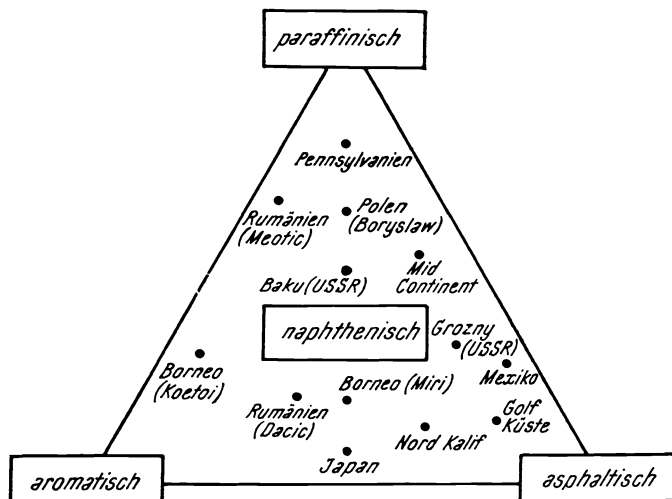 paraffinisch
Pennsylvanien
Rumänien
(Meotic)
Polen
(Boryslaw)
Baku (USSR)
Mid
Continent
naphthenisch
Grozny
(USSR)
Borneo
(Koetoi)
Mexiko
Rumänien
(Dacic)
Borneo (Miri)
Golf
Küste
Nord Kalif
Japan
aromatisch
asphaltisch